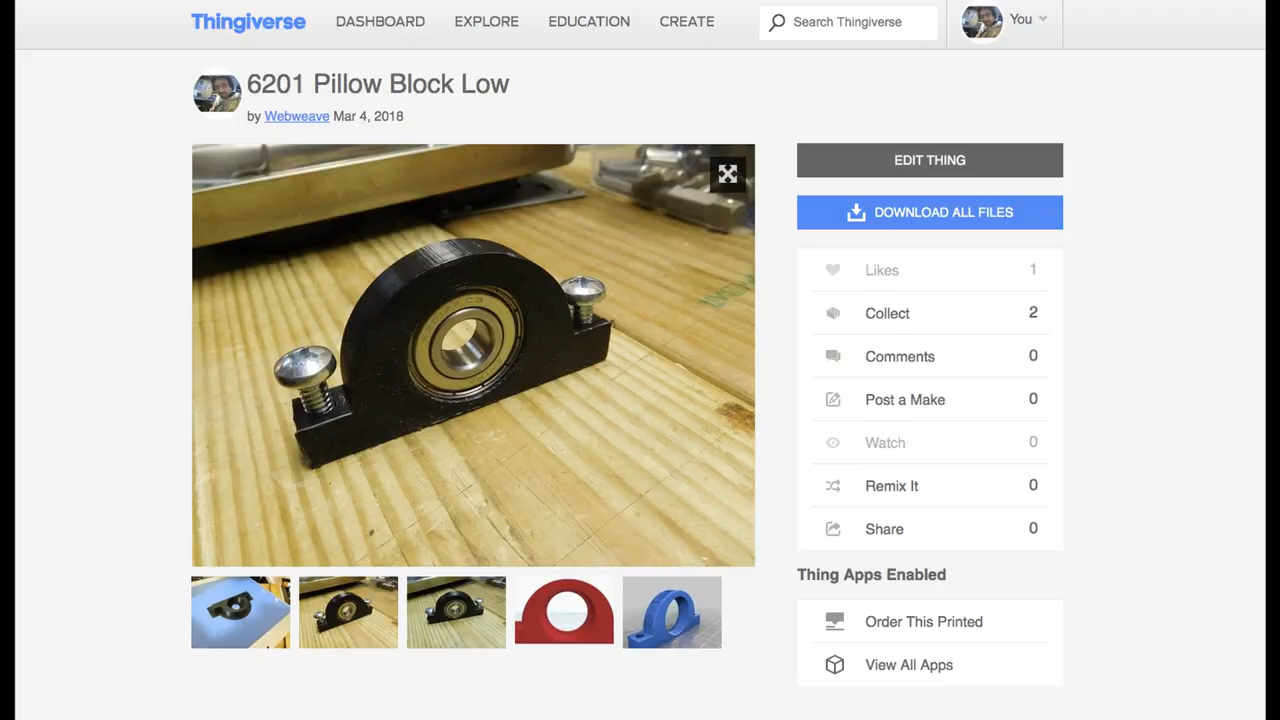 Thingiverse DASHBOARD EXPLORE EDUCATION CREATE Search Thingiverse You
6201 Pillow Block Low
by Webweave Mar 4, 2018
EDIT THING
DOWNLOAD ALL FILES
Likes 1
Collect 2
Comments 0
Post a Make 0
Watch 0
Remix It 0
Share 0
Thing Apps Enabled
Order This Printed
View All Apps